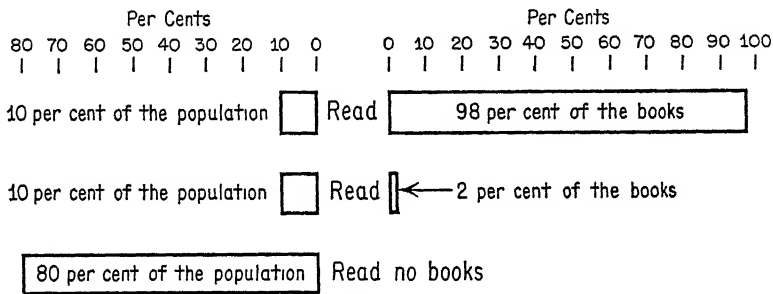 Per Cents Per Cents
80 70 60 50 40 30 20 10 0 0 10 20 30 40 50 60 70 80 90 100
10 per cent of the population Read 98 per cent of the books
10 per cent of the population Read 2 per cent of the books
80 per cent of the population Read no books